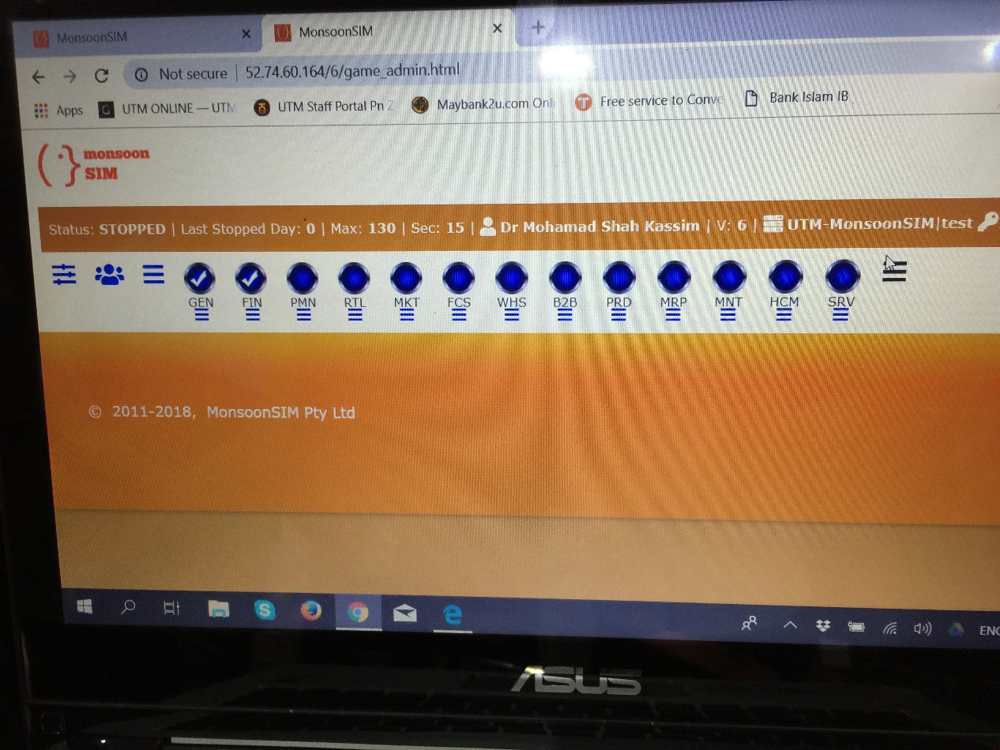 MonsoonSIM
MonsoonSIM
Not secure | 52.74.60.164/6/game_admin.html
Apps
UTM ONLINE — UTM
UTM Staff Portal Pn Z
Maybank2u.com Onl
Free service to Conve
Bank Islam IB
monsoon
SIM
Status: STOPPED | Last Stopped Day: 0 | Max: 130 | Sec: 15 | Dr Mohamad Shah Kassim | V: 6 | UTM-MonsoonSIM|test
GEN FIN PMN RTL MKT FCS WHS B2B PRD MRP MNT HCM SRV
© 2011-2018, MonsoonSIM Pty Ltd
ENG
ASUS